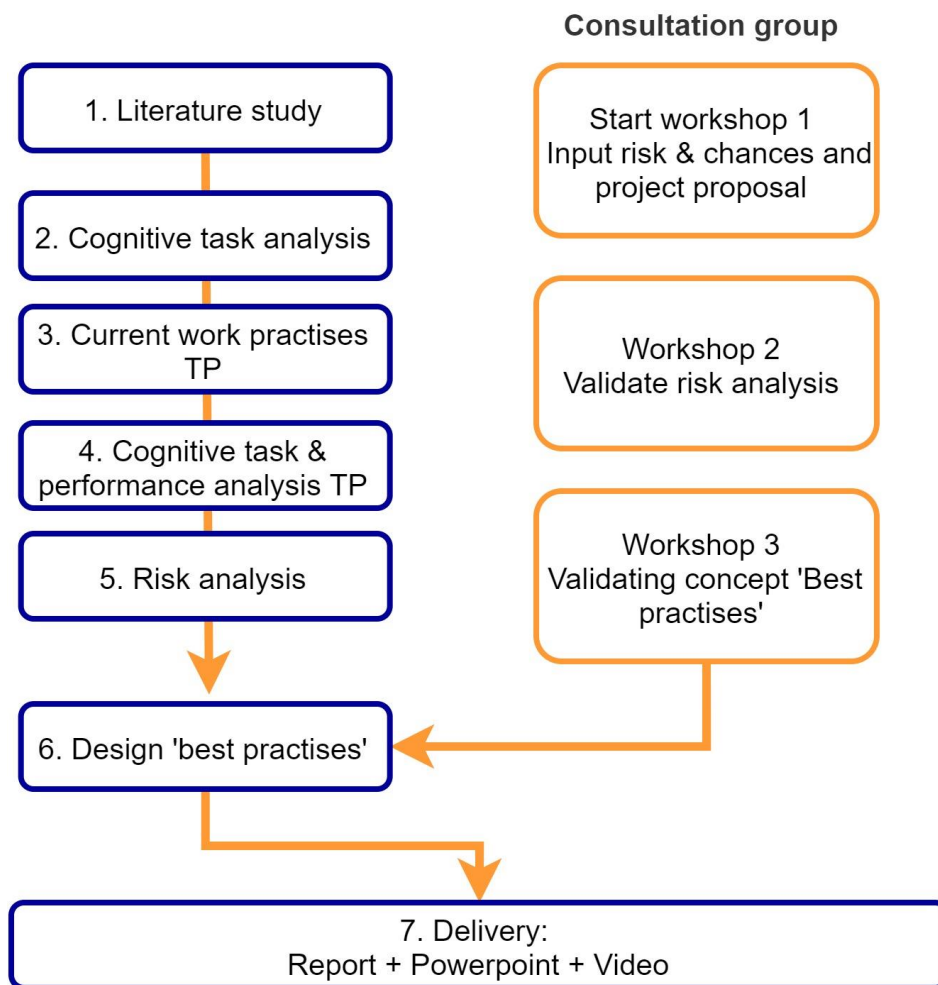 Consultation group
1. Literature study
2. Cognitive task analysis
3. Current work practises
TP
4. Cognitive task &
performance analysis TP
5. Risk analysis
6. Design 'best practises'
Start workshop 1
Input risk & chances and
project proposal
Workshop 2
Validate risk analysis
Workshop 3
Validating concept 'Best
practises'
7. Delivery:
Report + Powerpoint + Video